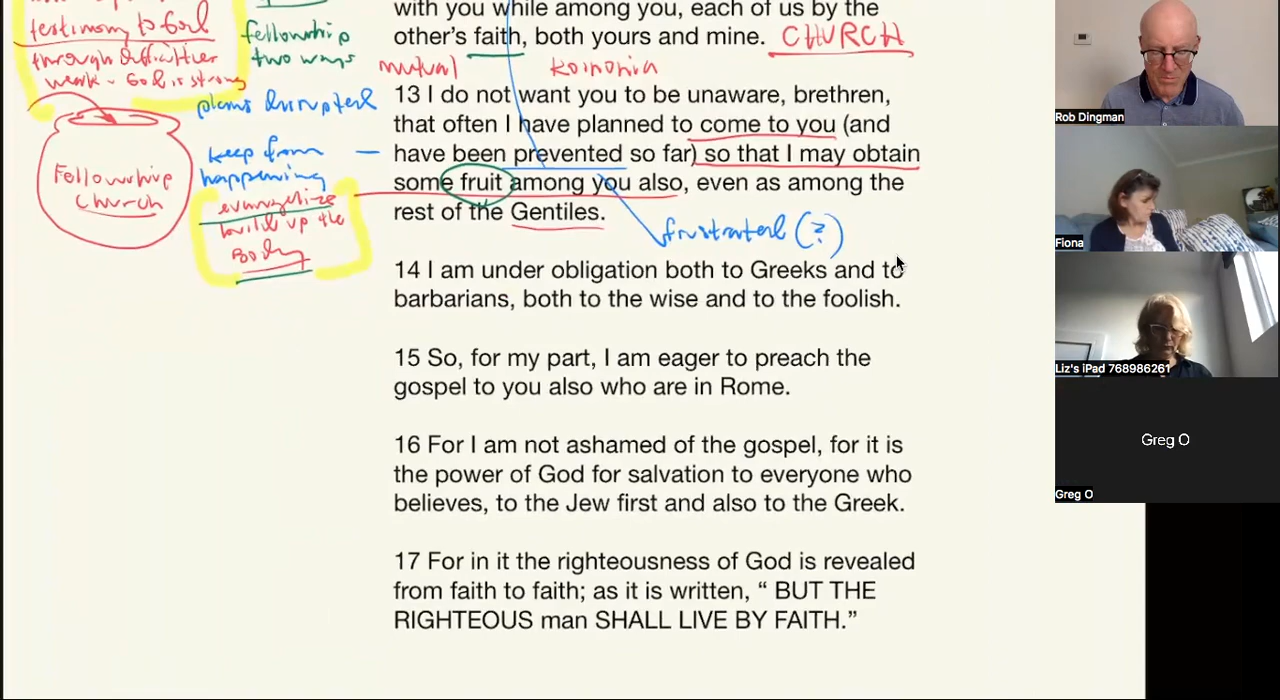 testimony to God
through difficulties
weak - God is strong
fellowship
two ways
with you while among you, each of us by the
other's faith, both yours and mine. CHURCH
mutual koinonia
plans disrupted
keep from —
happening
Fellowship
Church
evangelize
build up the
Body
13 I do not want you to be unaware, brethren,
that often I have planned to come to you (and
have been prevented so far) so that I may obtain
some fruit among you also, even as among the
rest of the Gentiles.
frustrated (?)
14 I am under obligation both to Greeks and to
barbarians, both to the wise and to the foolish.
15 So, for my part, I am eager to preach the
gospel to you also who are in Rome.
16 For I am not ashamed of the gospel, for it is
the power of God for salvation to everyone who
believes, to the Jew first and also to the Greek.
17 For in it the righteousness of God is revealed
from faith to faith; as it is written, “ BUT THE
RIGHTEOUS man SHALL LIVE BY FAITH.”
Rob Dingman
Fiona
Liz's iPad 768986261
Greg O
Greg O